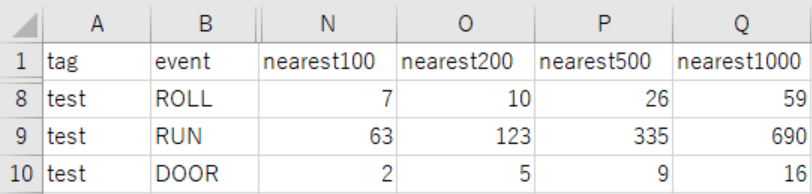 A B N O P Q
1 tag event nearest100 nearest200 nearest500 nearest1000
8 test ROLL 7 10 26 59
9 test RUN 63 123 335 690
10 test DOOR 2 5 9 16